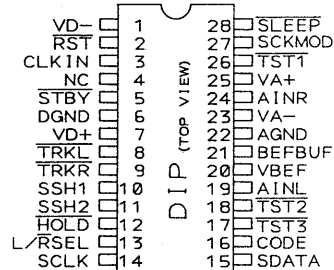 VD- 1 28 SLEEP
RST 2 27 SCKMOD
CLKIN 3 26 TST1
NC 4 25 VA+
STBY 5 24 AINR
DGND 6 23 VA-
VD+ 7 22 AGND
TRKL 8 21 BEFBUF
TRKR 9 20 VBEF
SSH1 10 19 AINL
SSH2 11 18 TST2
HOLD 12 17 TST3
L/RSEL 13 16 CODE
SCLK 14 15 SDATA
DIP (TOP VIEW)